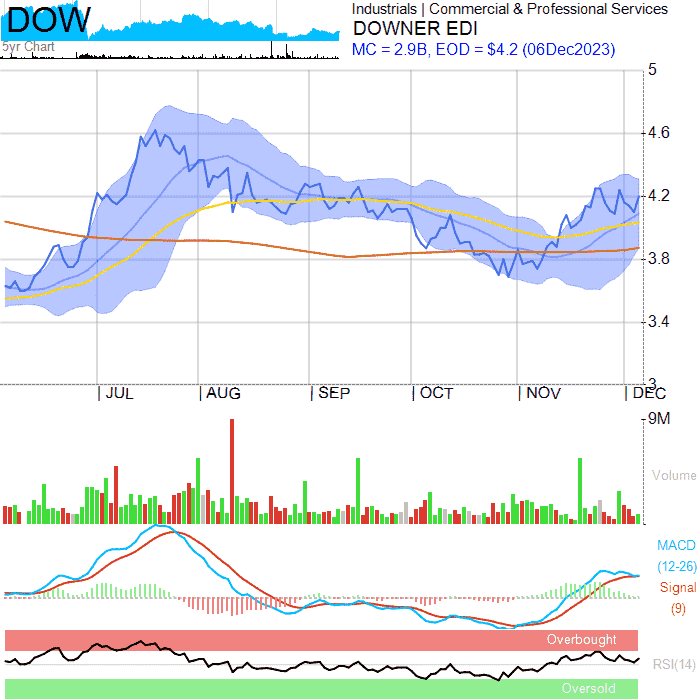 DOW
5yr Chart
Industrials | Commercial & Professional Services
DOWNER EDI
MC = 2.9B, EOD = $4.2 (06Dec2023)
5
4.6
4.2
3.8
3.4
3
| JUL
| AUG
| SEP
| OCT
| NOV
| DEC
9M
Volume
MACD
(12-26)
Signal
(9)
Overbought
RSI(14)
Oversold